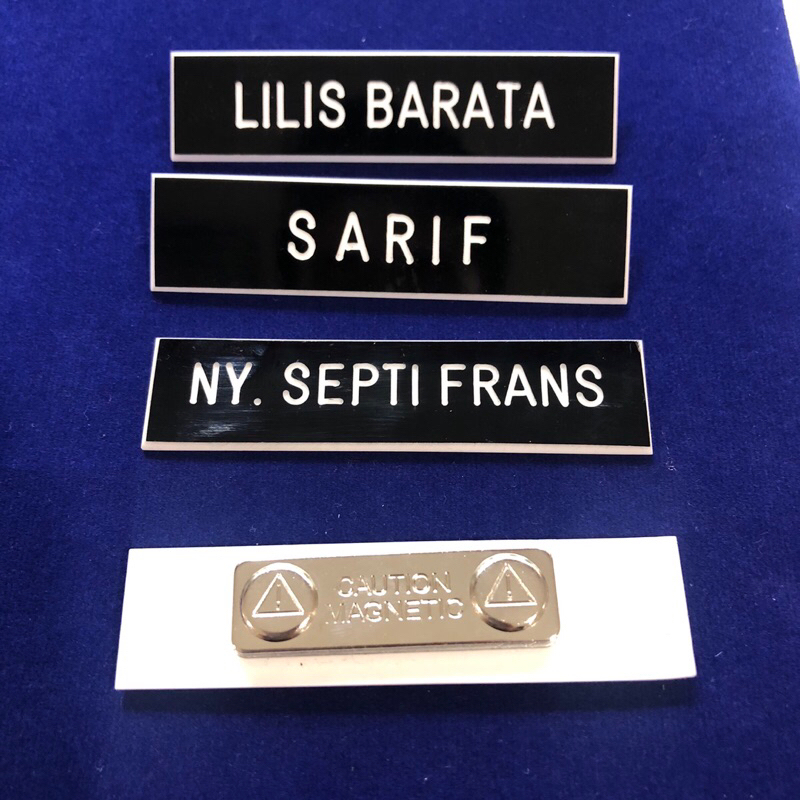 LILIS BARATA
SARIF
NY. SEPTI FRANS
CAUTION
MAGNETIC